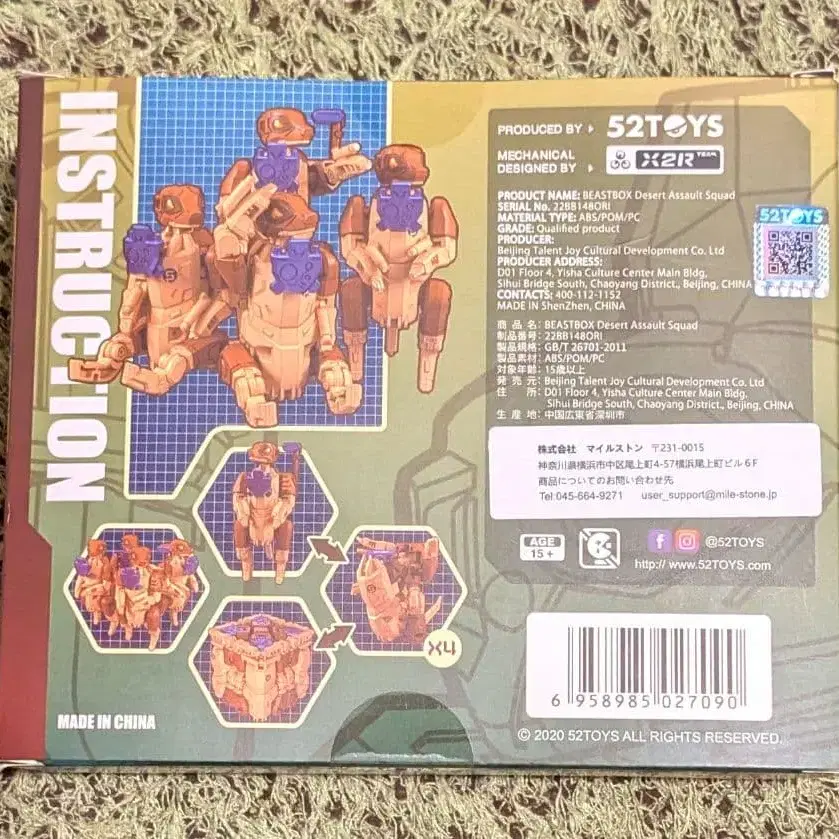 INSTRUCTION
PRODUCED BY 52TOYS
MECHANICAL
DESIGNED BY X2R TEAM
PRODUCT NAME: BEASTBOX Desert Assault Squad
SERIAL No. 22BB148ORI
MATERIAL TYPE: ABS/POM/PC
GRADE: Qualified product
PRODUCER:
Beijing Talent Joy Cultural Development Co. Ltd
PRODUCER ADDRESS:
D01 Floor 4, Yisha Culture Center Main Bldg,
Sihui Bridge South, Chaoyang District., Beijing, CHINA
CONTACTS: 400-112-1152
MADE IN ShenZhen, CHINA
52TOYS
商 品 名: BEASTBOX Desert Assault Squad
制品番号: 22BB148ORI
製品規格: GB/T 26701-2011
製品素材: ABS/POM/PC
対象年齢: 15歳以上
発 売 元: Beijing Talent Joy Cultural Development Co. Ltd
住 所: D01 Floor 4, Yisha Culture Center Main Bldg,
Sihui Bridge South, Chaoyang District., Beijing, CHINA
生 産 地: 中国広東省深圳市
株式会社 マイルストン 〒231-0015
神奈川県横浜市中区尾上町4-57横浜尾上町ビル6F
商品についてのお問い合わせ先
Tel:045-664-9271 user_support@mile-stone.jp
AGE
15+
@52TOYS
http:// www.52TOYS.com
X4
6 958985 027090
MADE IN CHINA
© 2020 52TOYS ALL RIGHTS RESERVED.